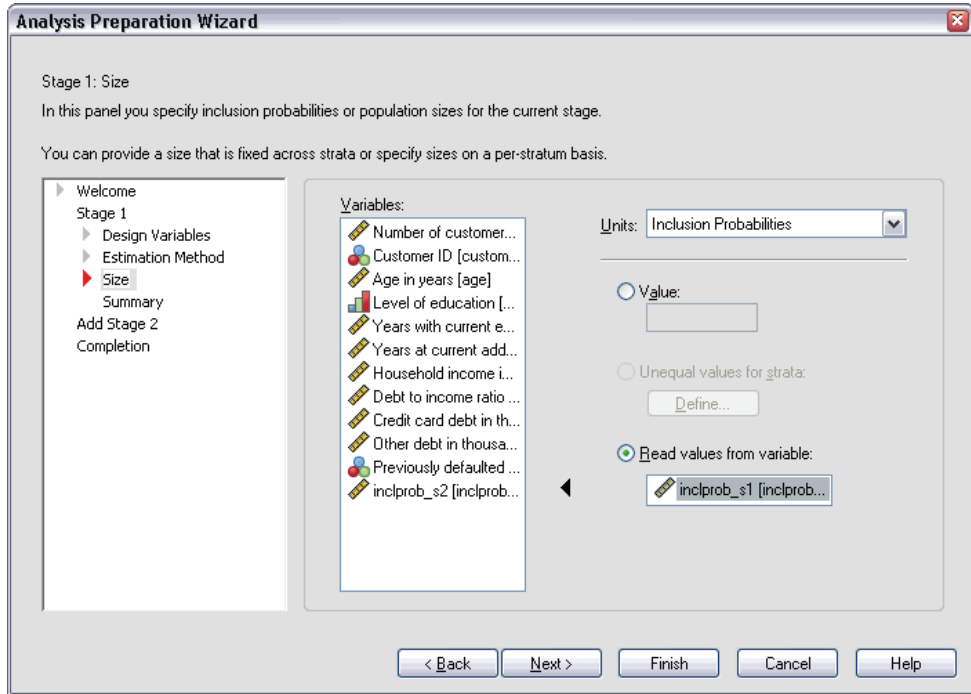 Analysis Preparation Wizard
Stage 1: Size
In this panel you specify inclusion probabilities or population sizes for the current stage.
You can provide a size that is fixed across strata or specify sizes on a per-stratum basis.
Welcome
Stage 1
Design Variables
Estimation Method
Size
Summary
Add Stage 2
Completion
Variables:
Number of customer...
Customer ID [custom...
Age in years [age]
Level of education [...
Years with current e...
Years at current add...
Household income i...
Debt to income ratio ...
Credit card debt in th...
Other debt in thousa...
Previously defaulted ...
inclprob_s2 [inclprob...
Units: Inclusion Probabilities
Value:
Unequal values for strata:
Define...
Read values from variable:
inclprob_s1 [inclprob...
< Back
Next >
Finish
Cancel
Help